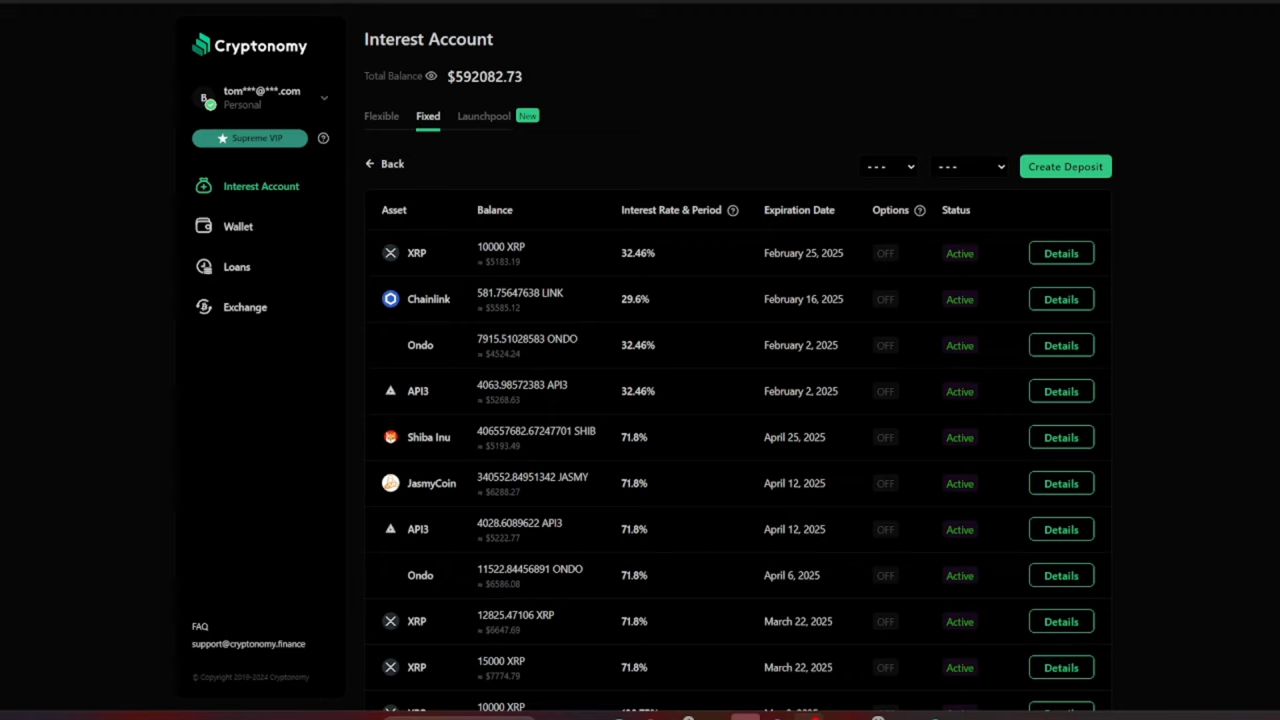 Cryptonomy
tom***@***.com
Personal
Supreme VIP
Interest Account
Wallet
Loans
Exchange
FAQ
support@cryptonomy.finance
© Copyright 2019-2024 Cryptonomy
Interest Account
Total Balance $592082.73
Flexible Fixed Launchpool New
Back
--- --- Create Deposit
Asset Balance Interest Rate & Period Expiration Date Options Status
XRP 10000 XRP 32.46% February 25, 2025 OFF Active Details
≈ $5183.19
Chainlink 581.75647638 LINK 29.6% February 16, 2025 OFF Active Details
≈ $5585.12
Ondo 7915.51028583 ONDO 32.46% February 2, 2025 OFF Active Details
≈ $4524.24
API3 4063.98572383 API3 32.46% February 2, 2025 OFF Active Details
≈ $5268.63
Shiba Inu 406557682.67247701 SHIB 71.8% April 25, 2025 OFF Active Details
≈ $5193.49
JasmyCoin 340552.84951342 JASMY 71.8% April 12, 2025 OFF Active Details
≈ $6288.27
API3 4028.6089622 API3 71.8% April 12, 2025 OFF Active Details
≈ $5222.77
Ondo 11522.84456891 ONDO 71.8% April 6, 2025 OFF Active Details
≈ $6586.08
XRP 12825.47106 XRP 71.8% March 22, 2025 OFF Active Details
≈ $6647.69
XRP 15000 XRP 71.8% March 22, 2025 OFF Active Details
≈ $7774.79
10000 XRP